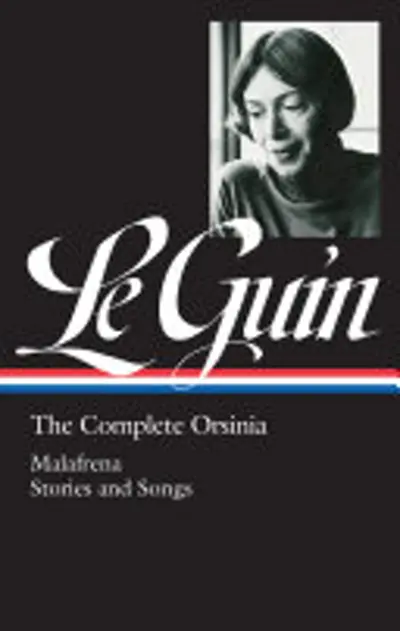 Le Guin
The Complete Orsinia
Malafrena
Stories and Songs